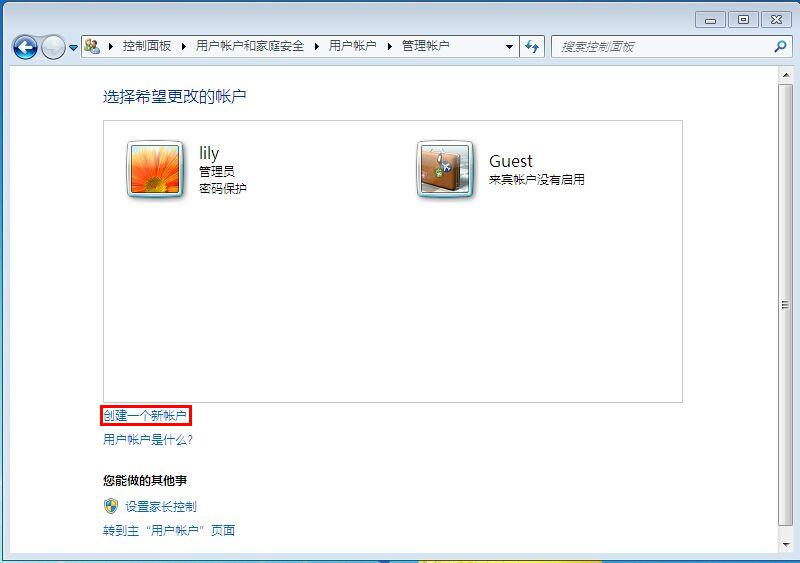 控制面板 用户帐户和家庭安全 用户帐户 管理帐户
搜索控制面板
选择希望更改的帐户
lily
管理员
密码保护
Guest
来宾帐户没有启用
创建一个新帐户
用户帐户是什么?
您能做的其他事
设置家长控制
转到主“用户帐户”页面